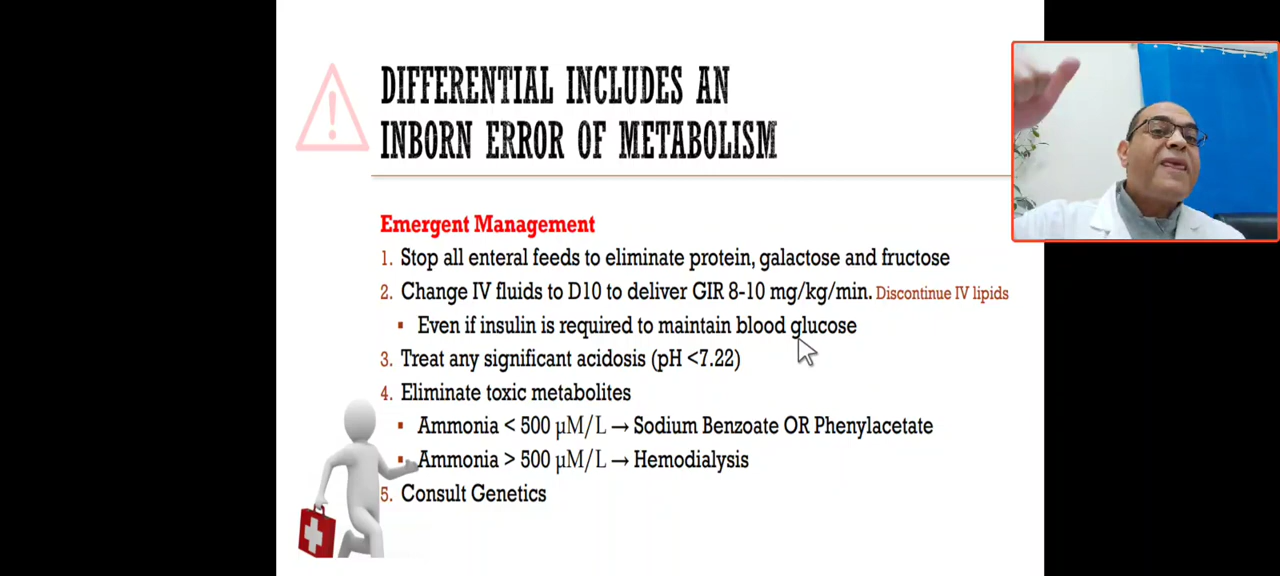 DIFFERENTIAL INCLUDES AN
INBORN ERROR OF METABOLISM
Emergent Management
1. Stop all enteral feeds to eliminate protein, galactose and fructose
2. Change IV fluids to D10 to deliver GIR 8-10 mg/kg/min. Discontinue IV lipids
▪ Even if insulin is required to maintain blood glucose
3. Treat any significant acidosis (pH <7.22)
4. Eliminate toxic metabolites
▪ Ammonia < 500 µM/L → Sodium Benzoate OR Phenylacetate
▪ Ammonia > 500 µM/L → Hemodialysis
5. Consult Genetics